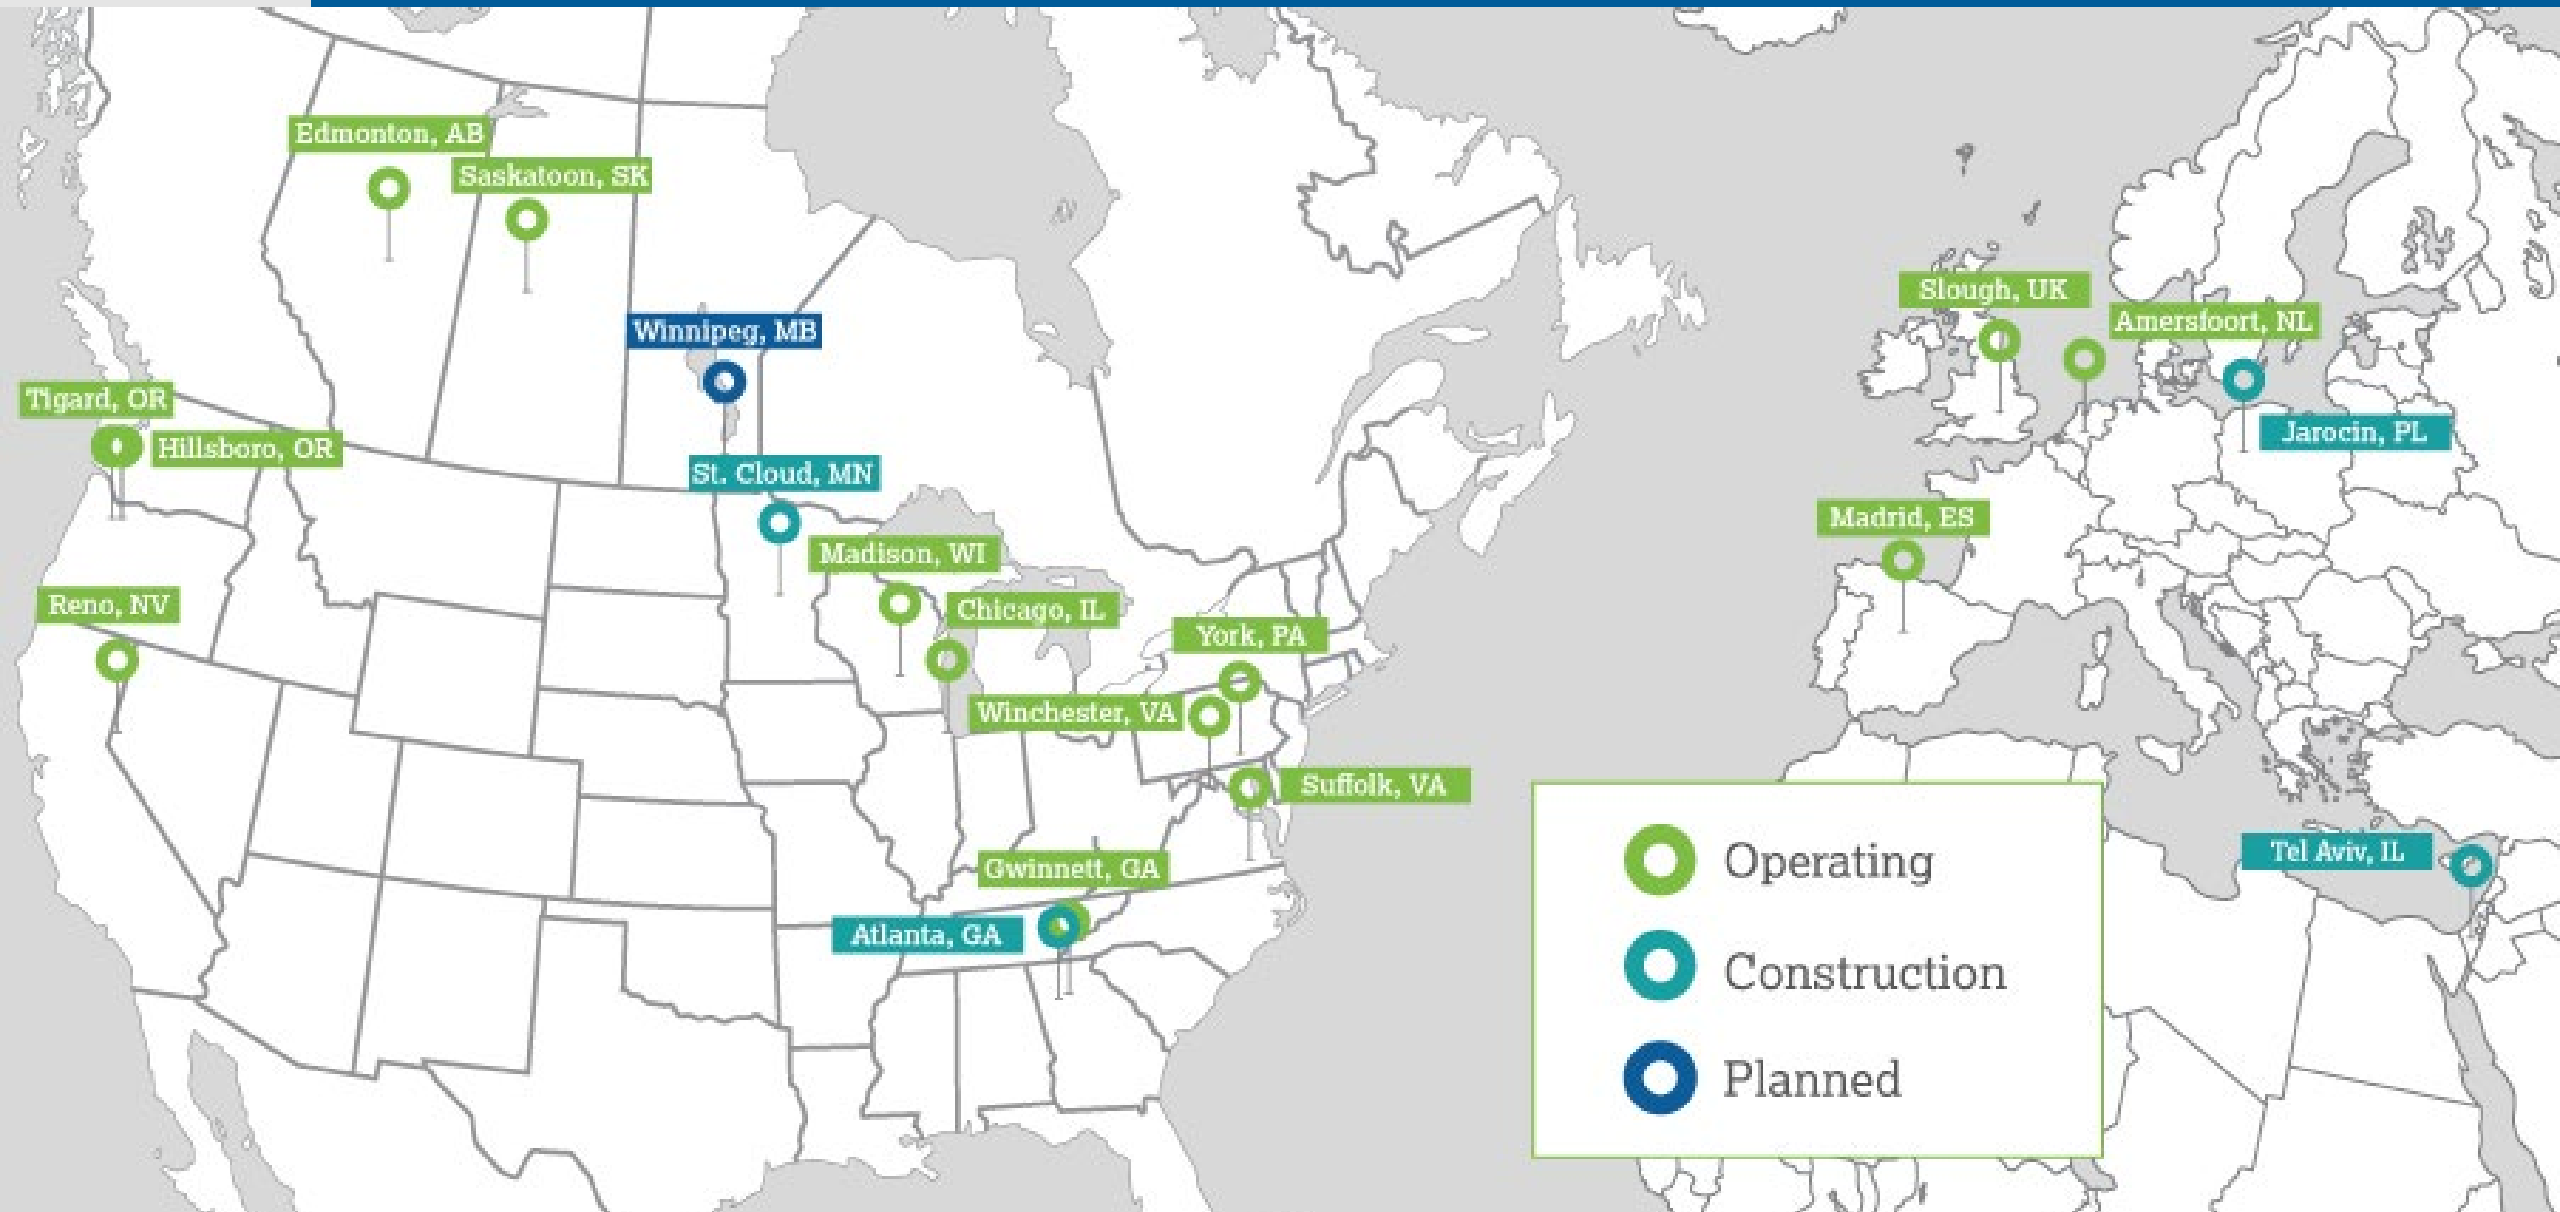 Edmonton, AB
Saskatoon, SK
Slough, UK
Amersfoort, NL
Winnipeg, MB
Tigard, OR
Hillsboro, OR
Jarocin, PL
St. Cloud, MN
Madrid, ES
Madison, WI
Reno, NV
Chicago, IL
York, PA
Winchester, VA
Suffolk, VA
Gwinnett, GA
Atlanta, GA
Tel Aviv, IL
Operating
Construction
Planned